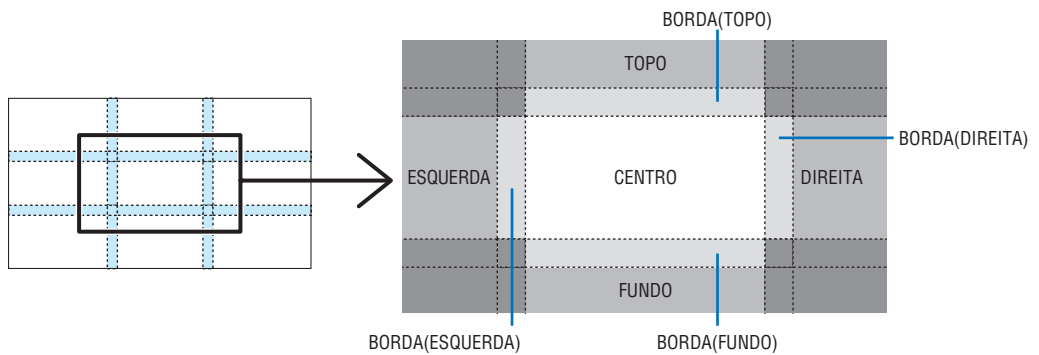 BORDA(TOPO)
TOPO
BORDA(DIREITA)
ESQUERDA
CENTRO
DIREITA
FUNDO
BORDA(ESQUERDA)
BORDA(FUNDO)